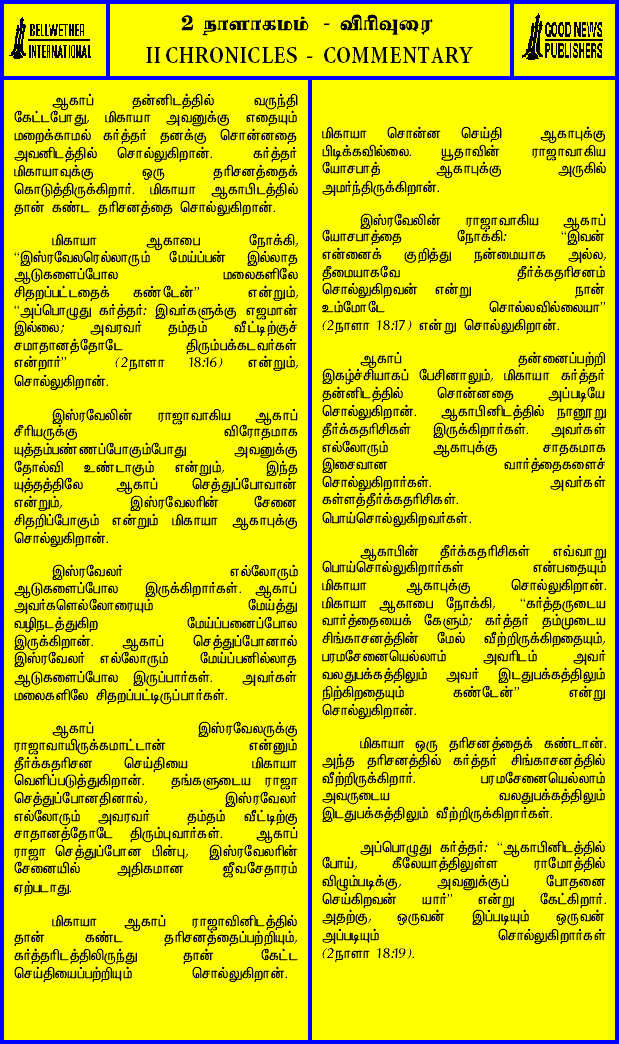 BELLWETHER
INTERNATIONAL
2 நாளாகமம் - விரிவுரை
II CHRONICLES - COMMENTARY
GOOD NEWS
PUBLISHERS
ஆகாப் தன்னிடத்தில் வருந்தி
கேட்டபோது, மிகாயா அவனுக்கு எதையும்
மறைக்காமல் கர்த்தர் தனக்கு சொன்னதை
அவனிடத்தில் சொல்லுகிறான். கர்த்தர்
மிகாயாவுக்கு ஒரு தரிசனத்தைக்
கொடுத்திருக்கிறார். மிகாயா ஆகாபிடத்தில்
தான் கண்ட தரிசனத்தை சொல்லுகிறான்.
மிகாயா ஆகாபை நோக்கி,
“இஸ்ரவேலரெல்லாரும் மேய்ப்பன் இல்லாத
ஆடுகளைப்போல மலைகளிலே
சிதறப்பட்டதைக் கண்டேன்” என்றும்,
“அப்பொழுது கர்த்தர்: இவர்களுக்கு எஜமான்
இல்லை; அவரவர் தம்தம் வீட்டிற்குச்
சமாதானத்தோடே திரும்பக்கடவர்கள்
என்றார்” (2நாளா 18:16) என்றும்,
சொல்லுகிறான்.
இஸ்ரவேலின் ராஜாவாகிய ஆகாப்
சீரியருக்கு விரோதமாக
யுத்தம்பண்ணப்போகும்போது அவனுக்கு
தோல்வி உண்டாகும் என்றும், இந்த
யுத்தத்திலே ஆகாப் செத்துப்போவான்
என்றும், இஸ்ரவேலரின் சேனை
சிதறிப்போகும் என்றும் மிகாயா ஆகாபுக்கு
சொல்லுகிறான்.
இஸ்ரவேலர் எல்லோரும்
ஆடுகளைப்போல இருக்கிறார்கள். ஆகாப்
அவர்களெல்லோரையும் மேய்த்து
வழிநடத்துகிற மேய்ப்பனைப்போல
இருக்கிறான். ஆகாப் செத்துப்போனால்
இஸ்ரவேலர் எல்லோரும் மேய்ப்பனில்லாத
ஆடுகளைப்போல இருப்பார்கள். அவர்கள்
மலைகளிலே சிதறப்பட்டிருப்பார்கள்.
ஆகாப் இஸ்ரவேலருக்கு
ராஜாவாயிருக்கமாட்டான் என்னும்
தீர்க்கதரிசன செய்தியை மிகாயா
வெளிப்படுத்துகிறான். தங்களுடைய ராஜா
செத்துப்போனதினால், இஸ்ரவேலர்
எல்லோரும் அவரவர் தம்தம் வீட்டிற்கு
சாதானத்தோடே திரும்புவார்கள். ஆகாப்
ராஜா செத்துப்போன பின்பு, இஸ்ரவேலரின்
சேனையில் அதிகமான ஜீவசேதாரம்
ஏற்படாது.
மிகாயா ஆகாப் ராஜாவினிடத்தில்
தான் கண்ட தரிசனத்தைப்பற்றியும்,
கர்த்தரிடத்திலிருந்து தான் கேட்ட
செய்தியைப்பற்றியும் சொல்லுகிறான்.
மிகாயா சொன்ன செய்தி ஆகாபுக்கு
பிடிக்கவில்லை. யூதாவின் ராஜாவாகிய
யோசபாத் ஆகாபுக்கு அருகில்
அமர்ந்திருக்கிறான்.
இஸ்ரவேலின் ராஜாவாகிய ஆகாப்
யோசபாத்தை நோக்கி: “இவன்
என்னைக் குறித்து நன்மையாக அல்ல,
தீமையாகவே தீர்க்கதரிசனம்
சொல்லுகிறவன் என்று நான்
உம்மோடே சொல்லவில்லையா”
(2நாளா 18:17) என்று சொல்லுகிறான்.
ஆகாப் தன்னைப்பற்றி
இகழ்ச்சியாகப் பேசினாலும், மிகாயா கர்த்தர்
தன்னிடத்தில் சொன்னதை அப்படியே
சொல்லுகிறான். ஆகாபினிடத்தில் நானூறு
தீர்க்கதரிசிகள் இருக்கிறார்கள். அவர்கள்
எல்லோரும் ஆகாபுக்கு சாதகமாக
இசைவான வார்த்தைகளைச்
சொல்லுகிறார்கள். அவர்கள்
கள்ளத்தீர்க்கதரிசிகள்.
பொய்சொல்லுகிறவர்கள்.
ஆகாபின் தீர்க்கதரிசிகள் எவ்வாறு
பொய்சொல்லுகிறார்கள் என்பதையும்
மிகாயா ஆகாபுக்கு சொல்லுகிறான்.
மிகாயா ஆகாபை நோக்கி, “கர்த்தருடைய
வார்த்தையைக் கேளும்; கர்த்தர் தம்முடைய
சிங்காசனத்தின் மேல் வீற்றிருக்கிறதையும்,
பரமசேனையெல்லாம் அவரிடம் அவர்
வலதுபக்கத்திலும் அவர் இடதுபக்கத்திலும்
நிற்கிறதையும் கண்டேன்” என்று
சொல்லுகிறான்.
மிகாயா ஒரு தரிசனத்தைக் கண்டான்.
அந்த தரிசனத்தில் கர்த்தர் சிங்காசனத்தில்
வீற்றிருக்கிறார். பரமசேனையெல்லாம்
அவருடைய வலதுபக்கத்திலும்
இடதுபக்கத்திலும் வீற்றிருக்கிறார்கள்.
அப்பொழுது கர்த்தர்: “ஆகாபினிடத்தில்
போய், கீலேயாத்திலுள்ள ராமோத்தில்
விழும்படிக்கு, அவனுக்குப் போதனை
செய்கிறவன் யார்” என்று கேட்கிறார்.
அதற்கு, ஒருவன் இப்படியும் ஒருவன்
அப்படியும் சொல்லுகிறார்கள்
(2நாளா 18:19).